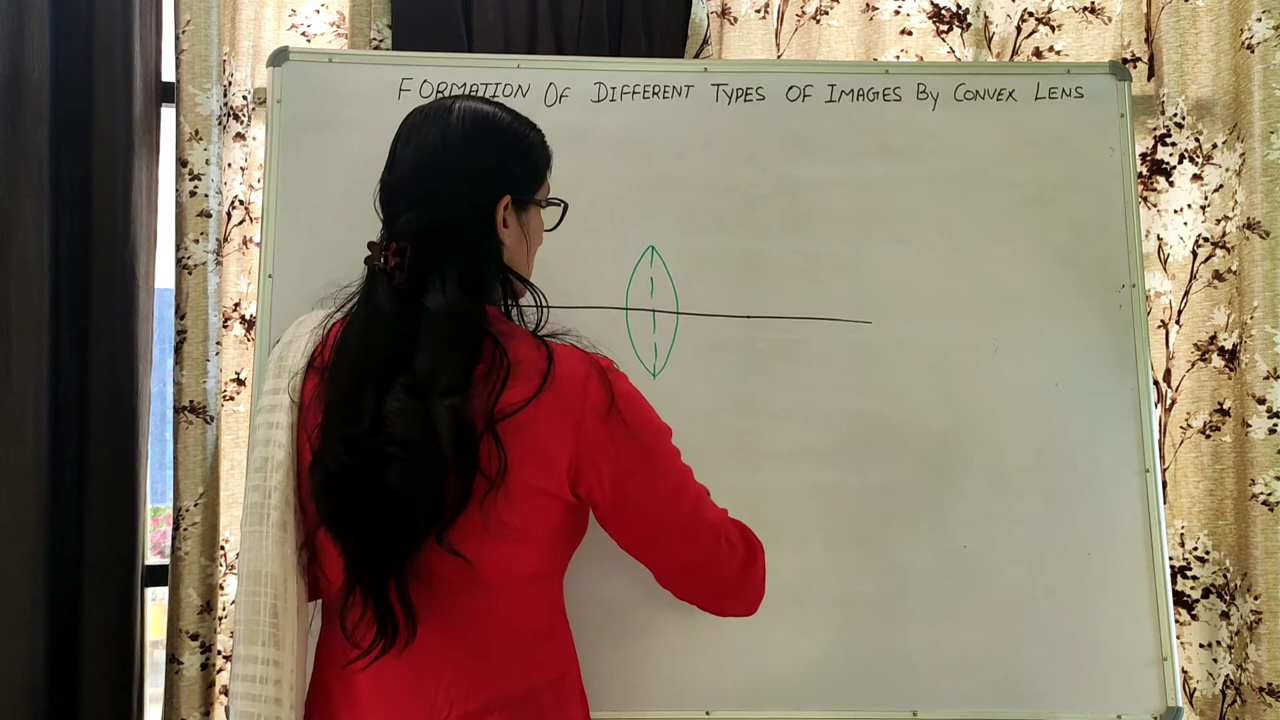 FORMATION OF DIFFERENT TYPES OF IMAGES BY CONVEX LENS